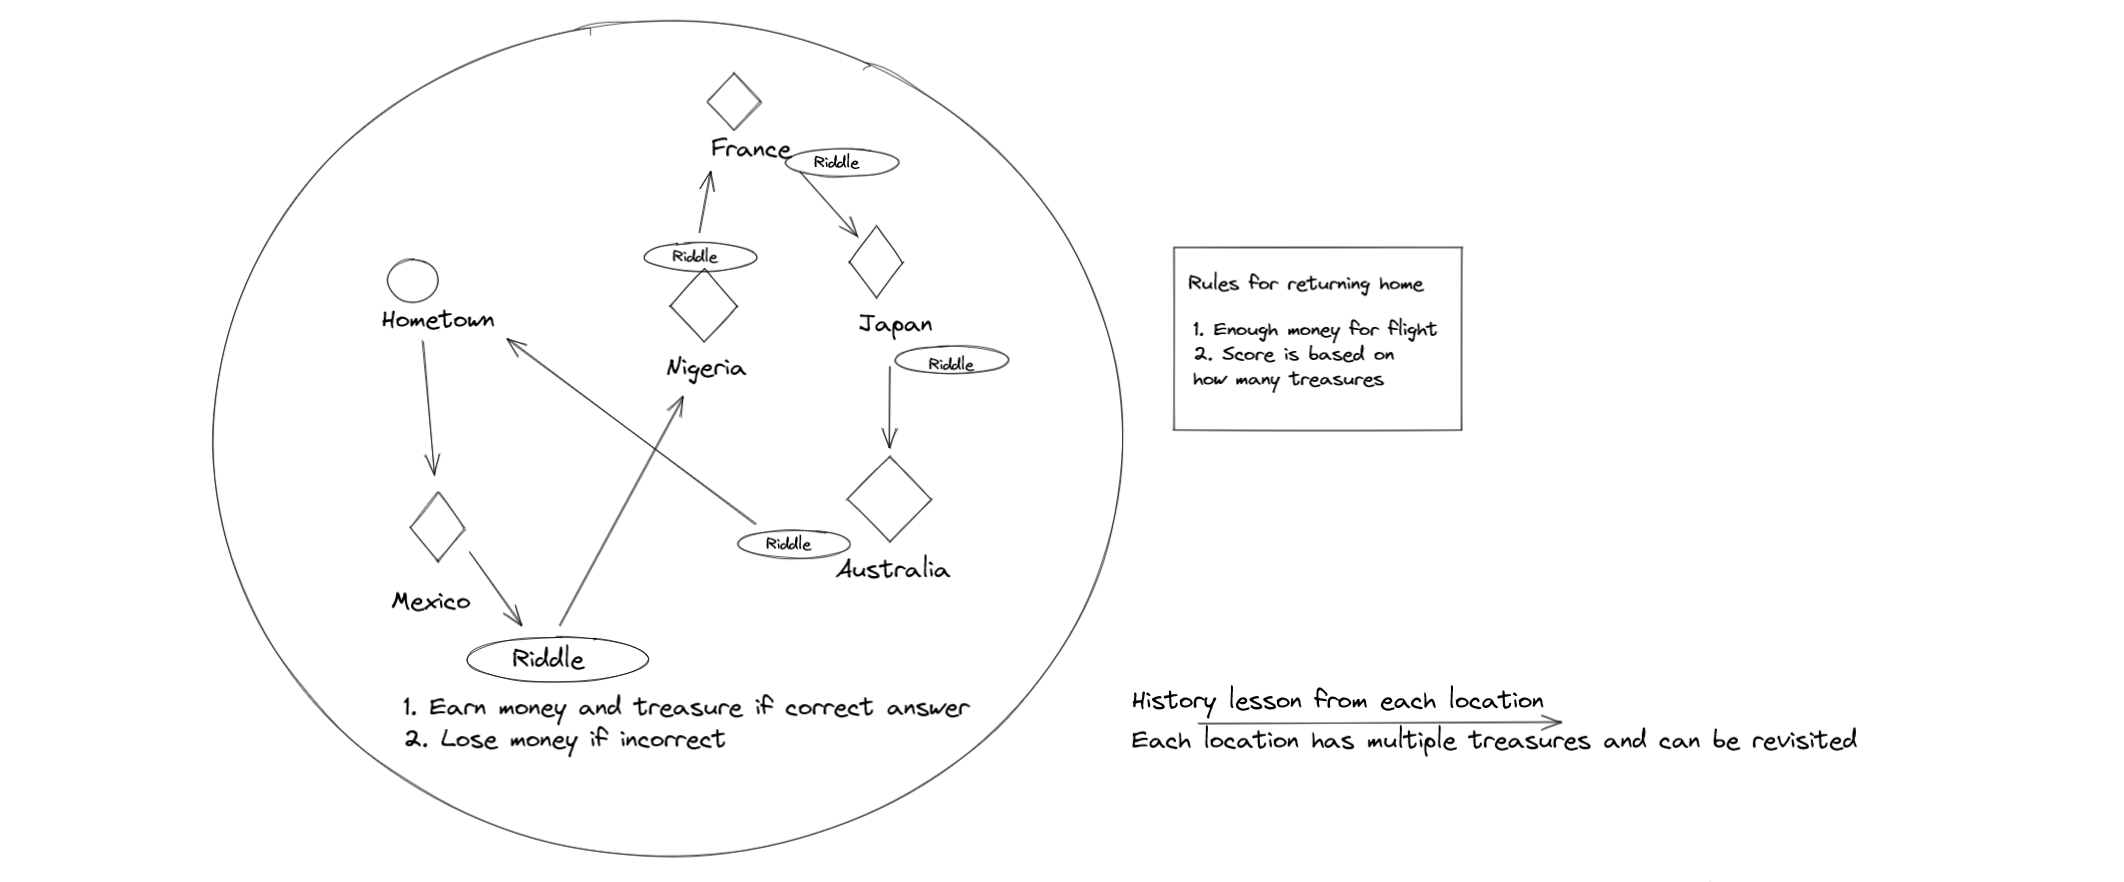 France
Riddle
Riddle
Hometown
Japan
Nigeria
Riddle
Riddle
Australia
Mexico
Riddle
1. Earn money and treasure if correct answer
2. Lose money if incorrect
Rules for returning home
1. Enough money for flight
2. Score is based on
how many treasures
History lesson from each location
Each location has multiple treasures and can be revisited